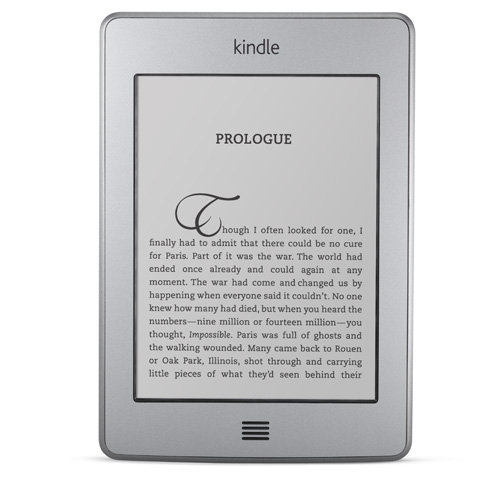 kindle
PROLOGUE
Though I often looked for one, I
finally had to admit that there could be no cure
for Paris. Part of it was the war. The world had
ended once already and could again at any
moment. The war had come and changed us by
happening when everyone said it couldn't. No one
knew how many had died, but when you heard the
numbers—nine million or fourteen million—you
thought, Impossible. Paris was full of ghosts and
the walking wounded. Many came back to Rouen
or Oak Park, Illinois, shot through and carrying
little pieces of what they'd seen behind their